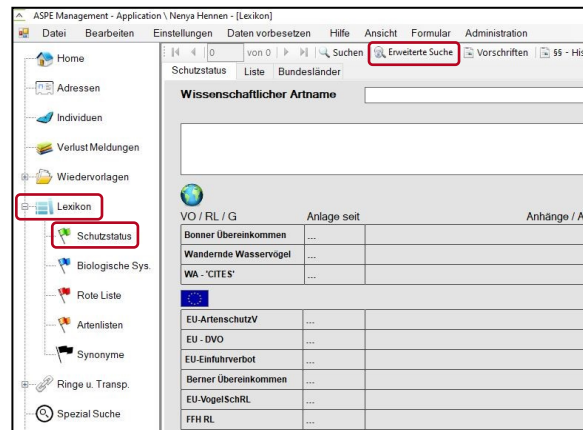 ASPE Management - Application \ Nenya Hennen - [Lexikon]
Datei Bearbeiten Einstellungen Daten vorbesetzen Hilfe Ansicht Formular Administration
0 von 0 Suchen Erweiterte Suche Vorschriften §§ - His
Home
Adressen
Individuen
Verlust Meldungen
Wiedervorlagen
Lexikon
Schutzstatus
Biologische Sys.
Rote Liste
Artenlisten
Synonyme
Ringe u. Transp.
Spezial Suche
Schutzstatus Liste Bundesländer
Wissenschaftlicher
Artname
VO / RL / G Anlage seit Anhänge / A
Bonner Übereinkommen ...
Wandernde Wasservögel ...
WA - 'CITES' ...
EU-ArtenschutzV ...
EU - DVO ...
EU-Einfuhrverbot ...
Berner Übereinkommen ...
EU-VogelSchRL ...
FFH RL ...